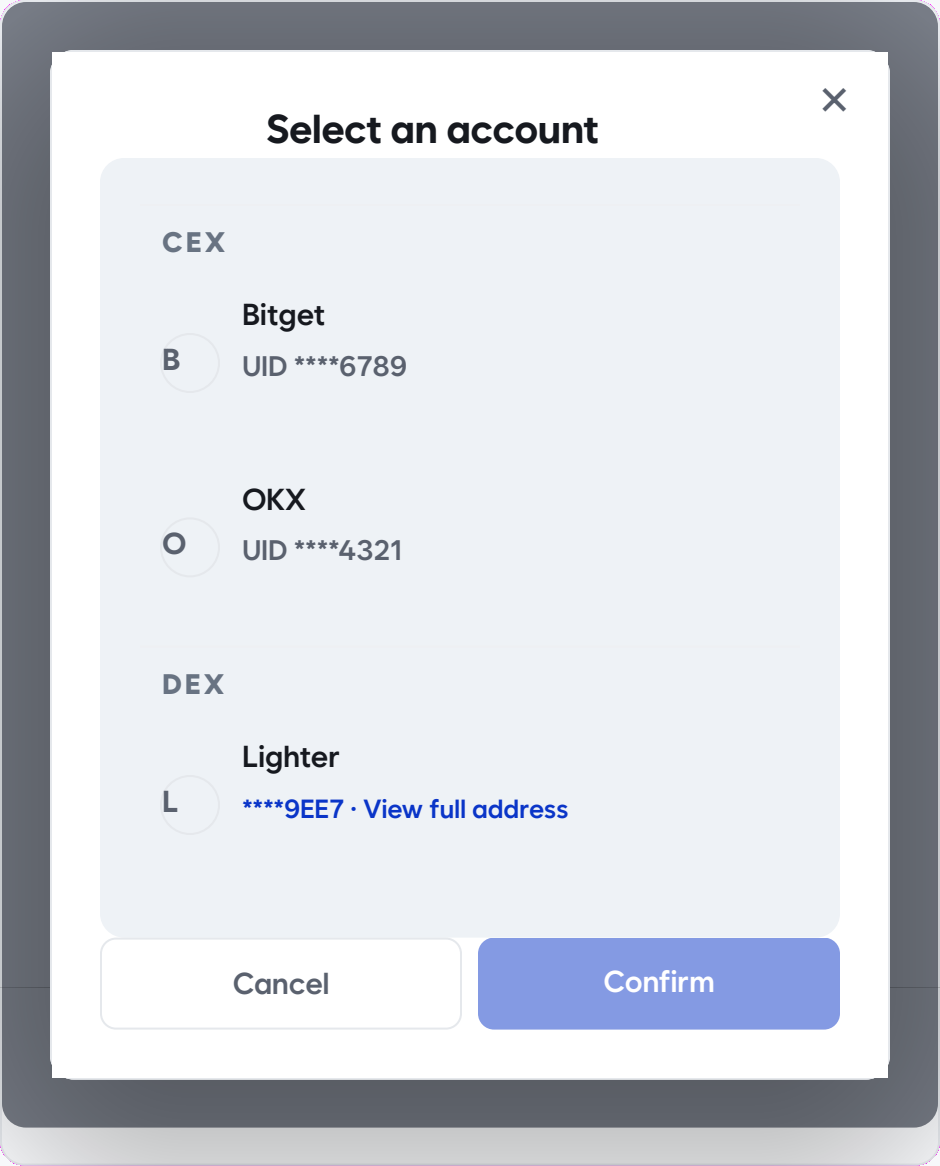 Select an account
CEX
Bitget
B
UID ****6789
OKX
O
UID ****4321
DEX
Lighter
L
****9EE7 · View full address
Cancel
Confirm